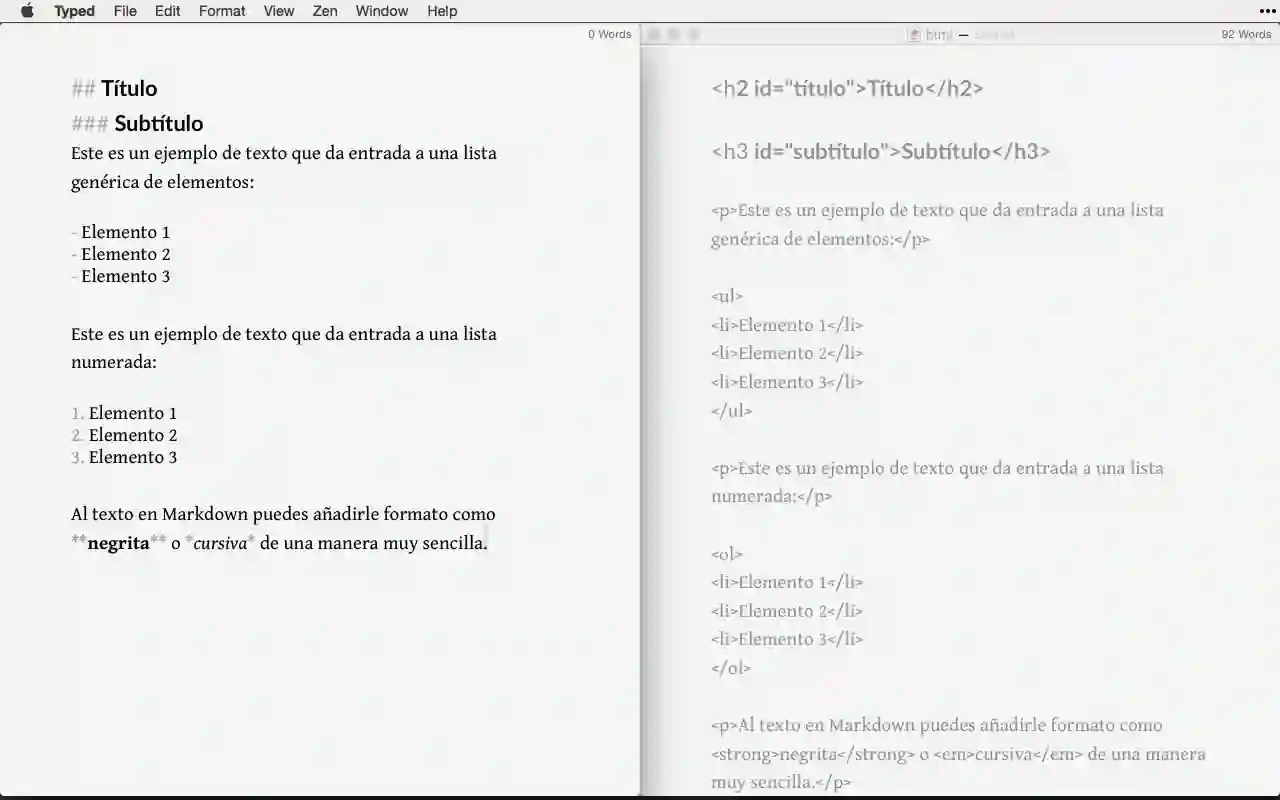 Typed File Edit Format View Zen Window Help
0 Words
## Título
### Subtítulo
Este es un ejemplo de texto que da entrada a una lista
genérica de elementos:
- Elemento 1
- Elemento 2
- Elemento 3
Este es un ejemplo de texto que da entrada a una lista
numerada:
1. Elemento 1
2. Elemento 2
3. Elemento 3
Al texto en Markdown puedes añadirle formato como
**negrita** o *cursiva* de una manera muy sencilla.
html —
92 Words
<h2 id="título">Título</h2>
<h3 id="subtítulo">Subtítulo</h3>
<p>Este es un ejemplo de texto que da entrada a una lista
genérica de elementos:</p>
<ul>
<li>Elemento 1</li>
<li>Elemento 2</li>
<li>Elemento 3</li>
</ul>
<p>Este es un ejemplo de texto que da entrada a una lista
numerada:</p>
<ol>
<li>Elemento 1</li>
<li>Elemento 2</li>
<li>Elemento 3</li>
</ol>
<p>Al texto en Markdown puedes añadirle formato como
<strong>negrita</strong> o <em>cursiva</em> de una manera
muy sencilla.</p>